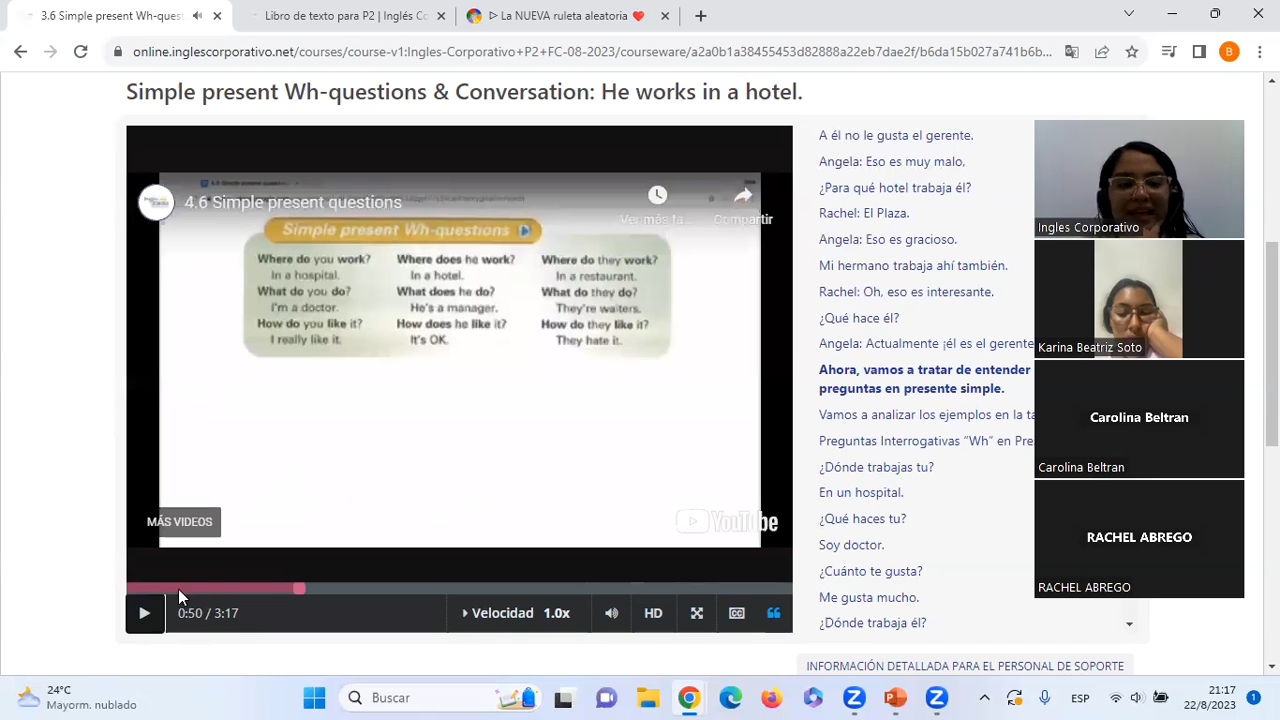 3.6 Simple present Wh-quest
Libro de texto para P2 | Inglés C
ᐅ La NUEVA ruleta aleatoria ❤️
online.inglescorporativo.net/courses/course-v1:Ingles-Corporativo+P2+FC-08-2023/courseware/a2a0b1a38455453d82888a22eb7dae2f/b6da15b027a741b6b...
B
Simple present Wh-questions & Conversation: He works in a hotel.
4.6 Simple present questions
Ver más ta...
Compartir
Simple present Wh-questions
Where do you work?
In a hospital.
What do you do?
I'm a doctor.
How do you like it?
I really like it.
Where does he work?
In a hotel.
What does he do?
He's a manager.
How does he like it?
It's OK.
Where do they work?
In a restaurant.
What do they do?
They're waiters.
How do they like it?
They hate it.
MÁS VIDEOS
YouTube
0:50 / 3:17
Velocidad 1.0x
HD
A él no le gusta el gerente.
Angela: Eso es muy malo,
¿Para qué hotel trabaja él?
Rachel: El Plaza.
Angela: Eso es gracioso.
Mi hermano trabaja ahí también.
Rachel: Oh, eso es interesante.
¿Qué hace él?
Angela: Actualmente ¡él es el gerente
Ahora, vamos a tratar de entender
preguntas en presente simple.
Vamos a analizar los ejemplos en la ta
Preguntas Interrogativas “Wh” en Pre
¿Dónde trabajas tu?
En un hospital.
¿Qué haces tu?
Soy doctor.
¿Cuánto te gusta?
Me gusta mucho.
¿Dónde trabaja él?
INFORMACIÓN DETALLADA PARA EL PERSONAL DE SOPORTE
Ingles Corporativo
Karina Beatriz Soto
Carolina Beltran
Carolina Beltran
RACHEL ABREGO
RACHEL ABREGO
24°C
Mayorm. nublado
Buscar
ESP
21:17
22/8/2023
1